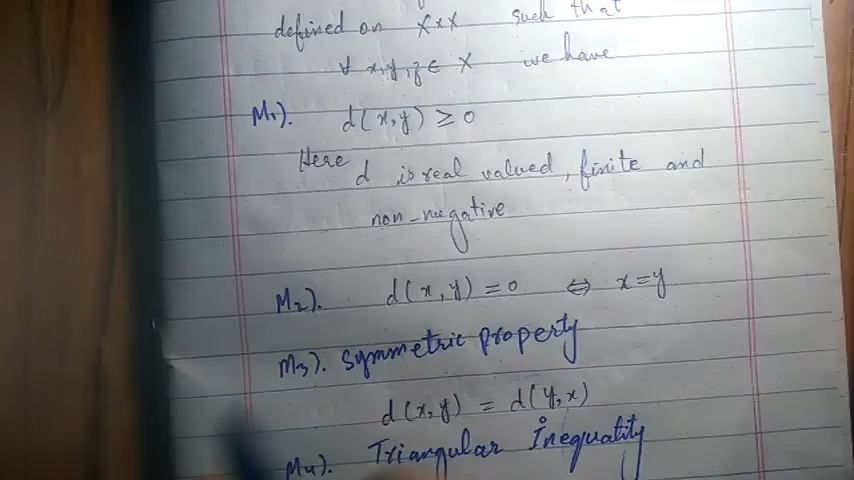 defined on X×X such that
∀ x,y,z ∈ X we have
M1). d(x,y) ≥ 0
Here d is real valued, finite and
non-negative
M2). d(x,y) = 0 ⇔ x=y
M3). Symmetric property
d(x,y) = d(y,x)
M4). Triangular Inequality